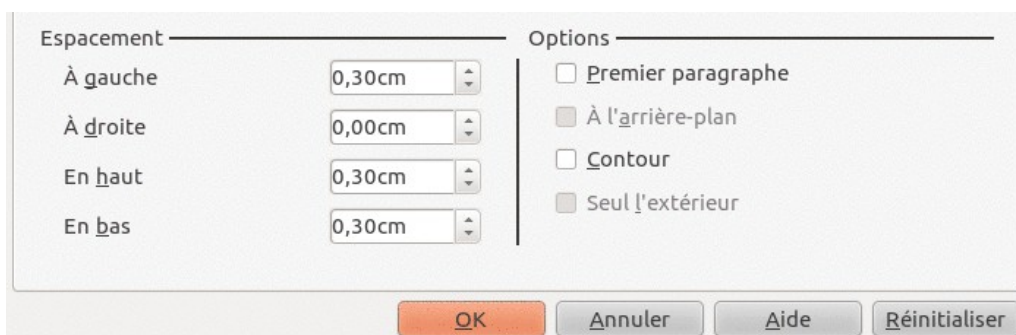 Espacement
À gauche 0,30cm
À droite 0,00cm
En haut 0,30cm
En bas 0,30cm
Options
Premier paragraphe
À l'arrière-plan
Contour
Seul l'extérieur
OK Annuler Aide Réinitialiser